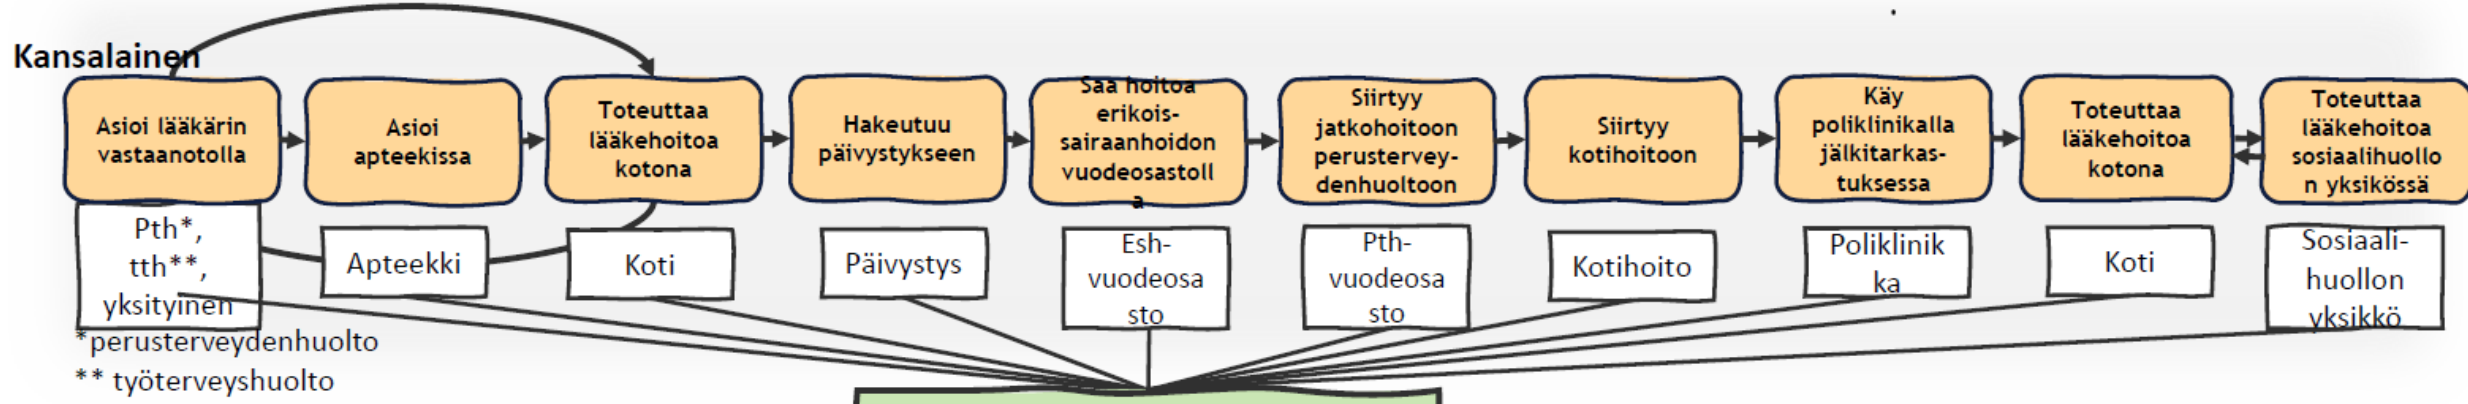 Kansalainen
Asioi lääkärin
vastaanotolla
Asioi
apteekissa
Toteuttaa
lääkehoitoa
kotona
Hakeutuu
päivystykseen
Saa hoitoa
erikois-
sairaanhoidon
vuodeosastoll
a
Siirtyy
jatkohoitoon
perustervey-
denhuoltoon
Siirtyy
kotihoitoon
Käy
poliklinikalla
jälkitarkas-
tuksessa
Toteuttaa
lääkehoitoa
kotona
Toteuttaa
lääkehoitoa
sosiaalihuollo
n yksikössä
Pth*,
tth**,
yksityinen
Apteekki
Koti
Päivystys
Esh-
vuodeosa
sto
Pth-
vuodeosa
sto
Kotihoito
Poliklinik
ka
Koti
Sosiaali-
huollon
yksikkö
*perusterveydenhuolto
** työterveyshuolto